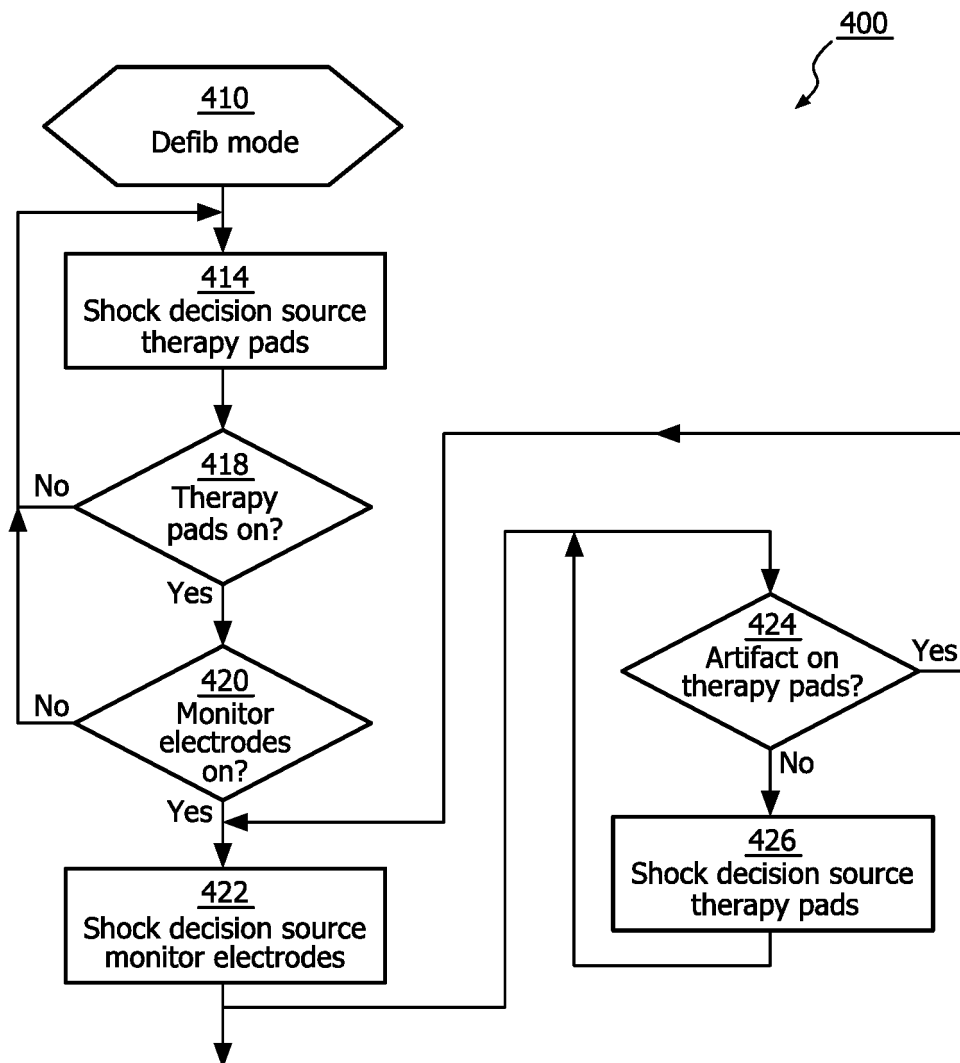 400
410
Defib mode
414
Shock decision source
therapy pads
418
Therapy
pads on?
No
Yes
420
Monitor
electrodes
on?
No
Yes
422
Shock decision source
monitor electrodes
424
Artifact on
therapy pads?
Yes
No
426
Shock decision source
therapy pads